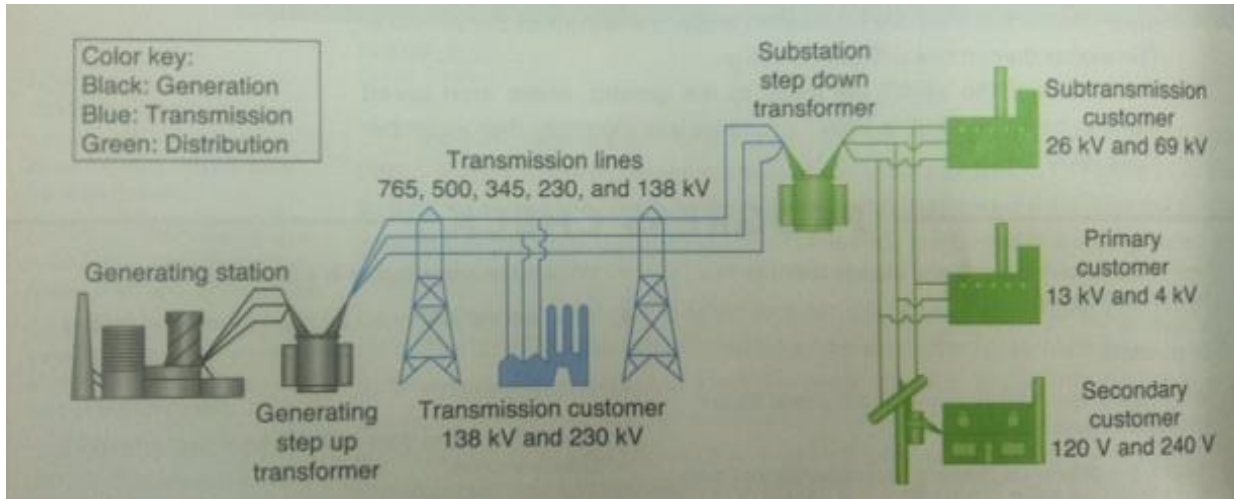 Color key:
Black: Generation
Blue: Transmission
Green: Distribution
Substation
step down
transformer
Subtransmission
customer
26 kV and 69 kV
Transmission lines
765, 500, 345, 230, and 138 kV
Primary
customer
13 kV and 4 kV
Generating station
Generating
step up
transformer
Transmission customer
138 kV and 230 kV
Secondary
customer
120 V and 240 V